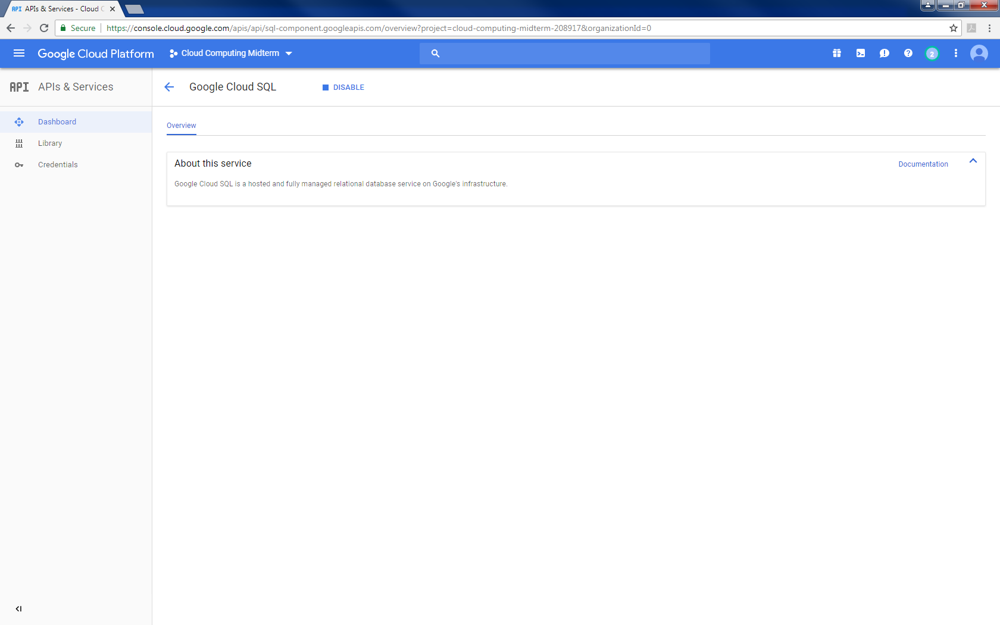 API APIs & Services - Cloud C
Secure https://console.cloud.google.com/apis/api/sql-component.googleapis.com/overview?project=cloud-computing-midterm-208917&organizationId=0
Google Cloud Platform Cloud Computing Midterm 2
API APIs & Services Google Cloud SQL DISABLE
Dashboard
Library
Credentials
Overview
About this service Documentation
Google Cloud SQL is a hosted and fully managed relational database service on Google's infrastructure.